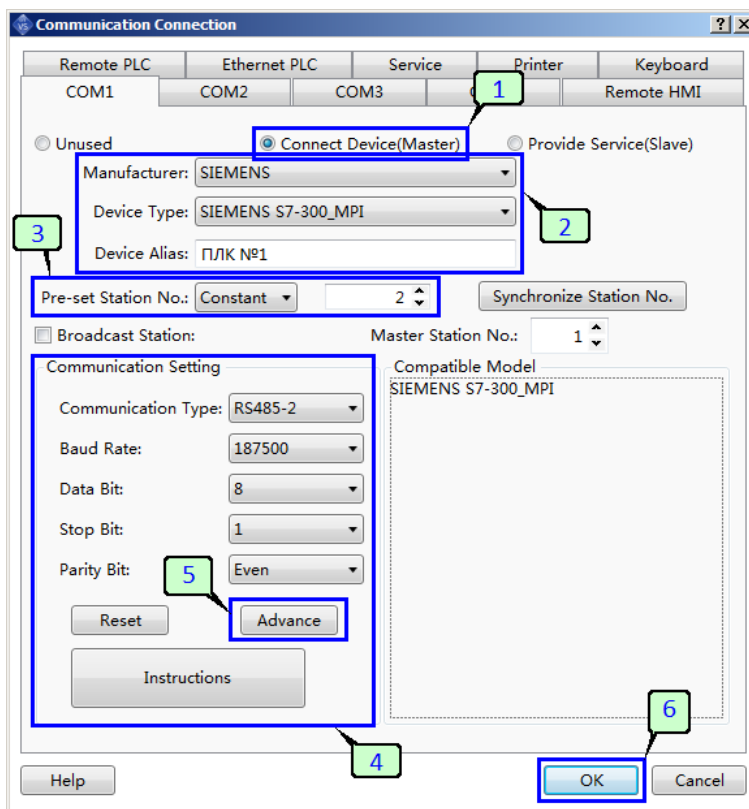 Communication Connection
Remote PLC Ethernet PLC Service Printer Keyboard
COM1 COM2 COM3 Remote HMI
1
Unused Connect Device(Master) Provide Service(Slave)
Manufacturer: SIEMENS
Device Type: SIEMENS S7-300_MPI
2
3
Device Alias: ПЛК №1
Pre-set Station No.: Constant 2 Synchronize Station No.
Broadcast Station: Master Station No.: 1
Communication Setting Compatible Model
SIEMENS S7-300_MPI
Communication Type: RS485-2
Baud Rate: 187500
Data Bit: 8
Stop Bit: 1
Parity Bit: Even
5
Reset Advance
Instructions
6
4
Help OK Cancel